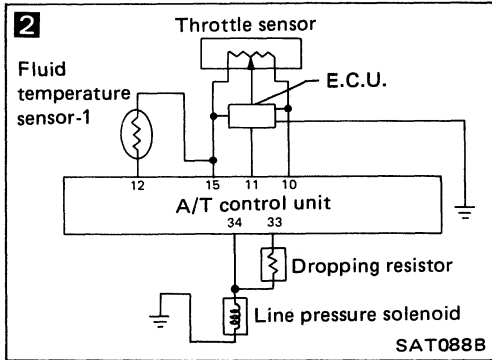 2
Throttle sensor
Fluid
temperature
sensor-1
E.C.U.
12 15 11 10
A/T control unit
34 33
Dropping resistor
Line pressure solenoid
SAT088B